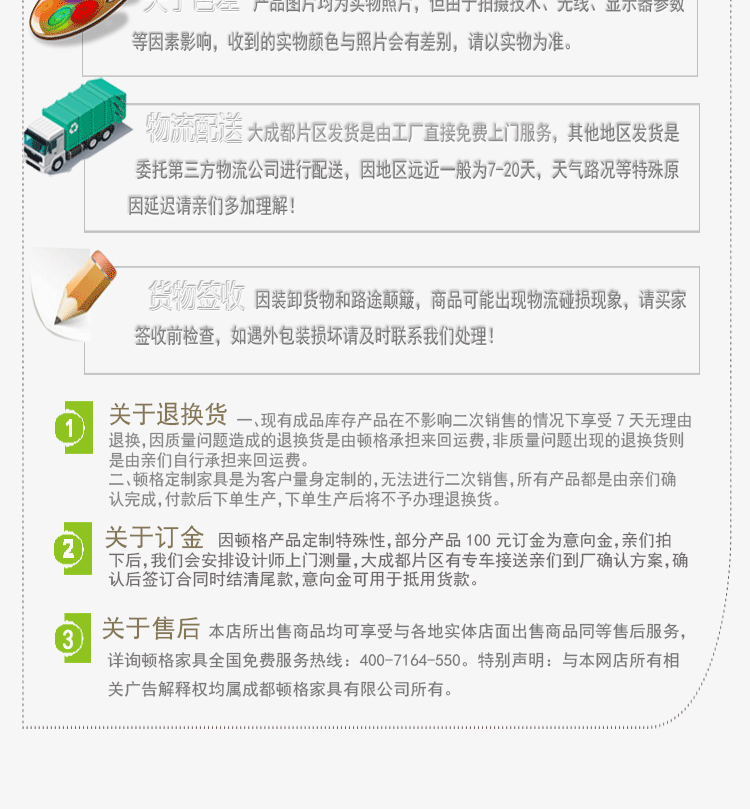 关于色差 产品图片均为实物照片，但由于拍摄技术、光线、显示器参数
等因素影响，收到的实物颜色与照片会有差别，请以实物为准。
物流配送 大成都片区发货是由工厂直接免费上门服务，其他地区发货是
委托第三方物流公司进行配送，因地区远近一般为7-20天，天气路况等特殊原
因延迟请亲们多加理解！
货物签收 因装卸货物和路途颠簸，商品可能出现物流碰损现象，请买家
签收前检查，如遇外包装损坏请及时联系我们处理！
1 关于退换货 一、现有成品库存产品在不影响二次销售的情况下享受7天无理由
退换,因质量问题造成的退换货是由顿格承担来回运费,非质量问题出现的退换货则
是由亲们自行承担来回运费。
二、顿格定制家具是为客户量身定制的,无法进行二次销售,所有产品都是由亲们确
认完成,付款后下单生产,下单生产后将不予办理退换货。
2 关于订金 因顿格产品定制特殊性,部分产品100元订金为意向金,亲们拍
下后,我们会安排设计师上门测量,大成都片区有专车接送亲们到厂确认方案,确
认后签订合同时结清尾款,意向金可用于抵用货款。
3 关于售后 本店所出售商品均可享受与各地实体店面出售商品同等售后服务，
详询顿格家具全国免费服务热线：400-7164-550。特别声明：与本网店所有相
关广告解释权均属成都顿格家具有限公司所有。